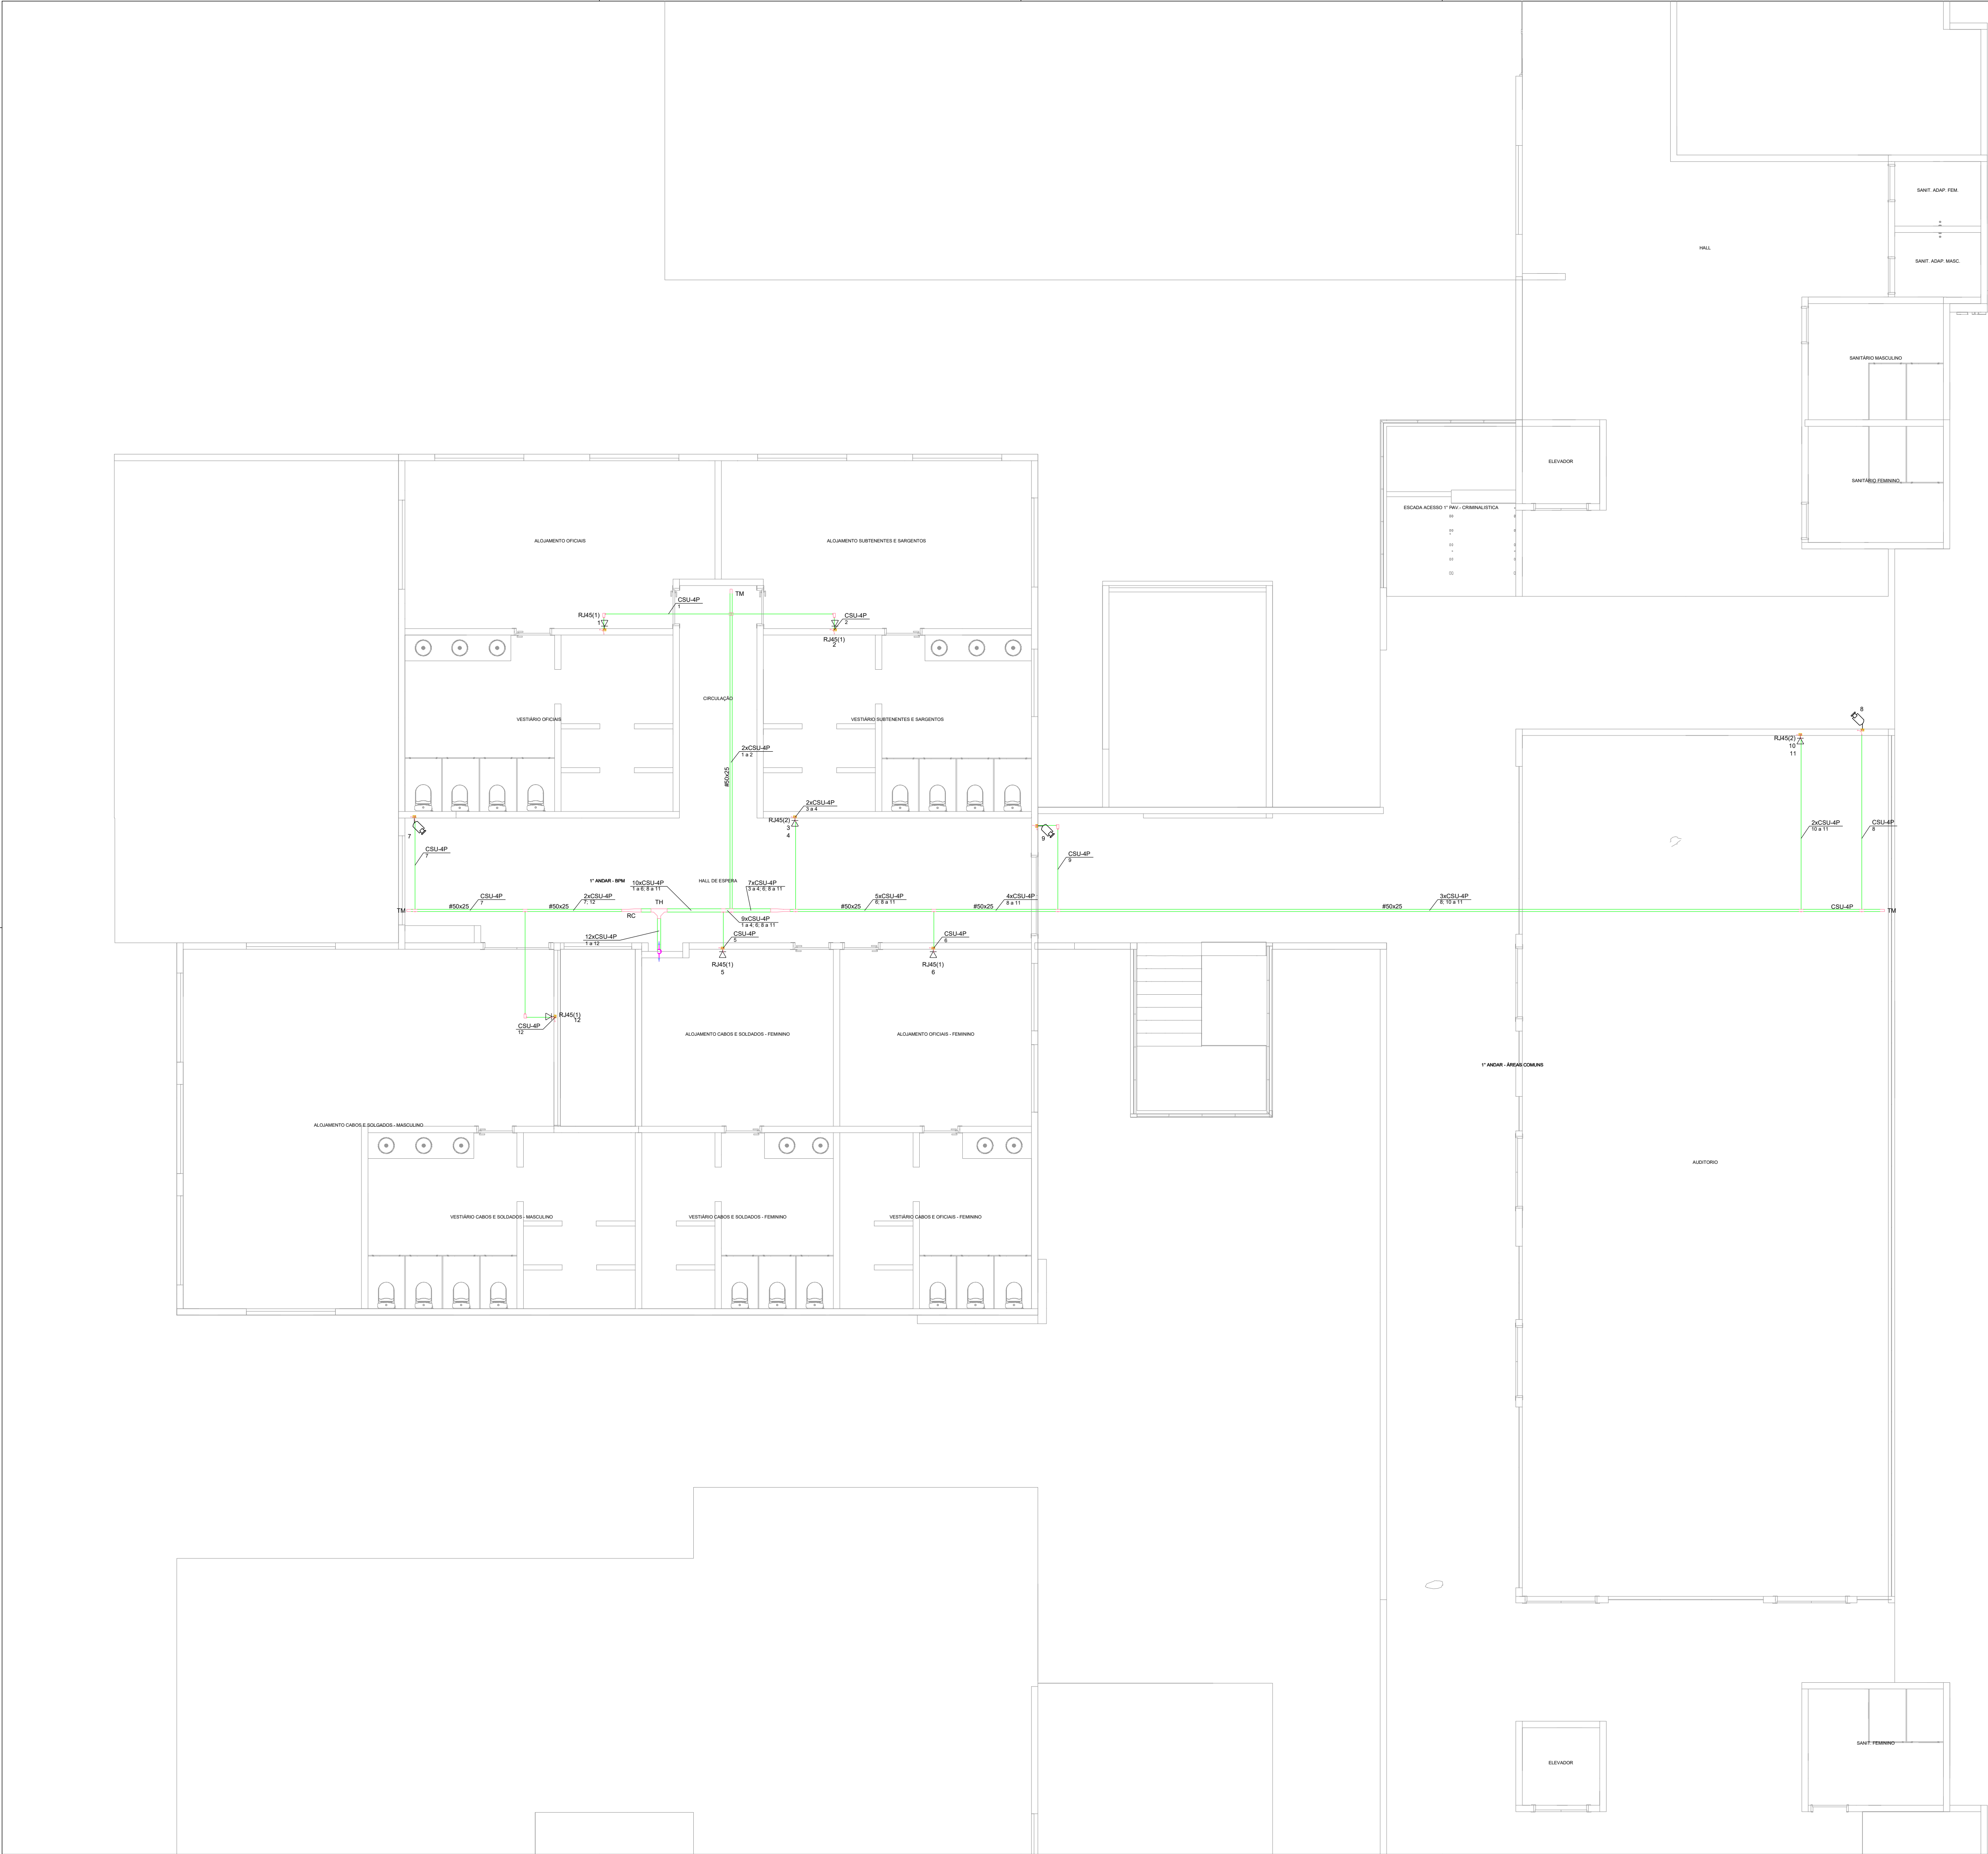 SANIT. ADAP. FEM.
HALL
SANIT. ADAP. MASC.
SANITÁRIO MASCULINO
ELEVADOR
SANITÁRIO FEMININO
ESCADA ACESSO 1° PAV.- CRIMINALISTICA
ALOJAMENTO OFICIAIS
ALOJAMENTO SUBTENENTES E SARGENTOS
TM
CSU-4P
1
RJ45(1)
1
CSU-4P
2
RJ45(1)
2
CIRCULAÇÃO
VESTIÁRIO OFICIAIS
VESTIÁRIO SUBTENENTES E SARGENTOS
2xCSU-4P
1 a 2
#50x25
8
RJ45(2)
10
11
2xCSU-4P
3 a 4
RJ45(2)
3
4
7
9
2xCSU-4P
10 a 11
CSU-4P
8
CSU-4P
7
CSU-4P
9
1° ANDAR - BPM
HALL DE ESPERA
10xCSU-4P
1 a 6; 8 a 11
7xCSU-4P
3 a 4; 6; 8 a 11
CSU-4P
7
2xCSU-4P
7; 12
5xCSU-4P
6; 8 a 11
4xCSU-4P
8 a 11
3xCSU-4P
8; 10 a 11
TH
TM
#50x25
#50x25
RC
#50x25
#50x25
#50x25
CSU-4P
TM
9xCSU-4P
1 a 4; 6; 8 a 11
12xCSU-4P
1 a 12
CSU-4P
5
CSU-4P
6
RJ45(1)
5
RJ45(1)
6
RJ45(1)
12
CSU-4P
12
ALOJAMENTO CABOS E SOLDADOS - FEMININO
ALOJAMENTO OFICIAIS - FEMININO
1° ANDAR - ÁREAS COMUNS
ALOJAMENTO CABOS E SOLGADOS - MASCULINO
AUDITORIO
VESTIÁRIO CABOS E SOLDADOS - MASCULINO
VESTIÁRIO CABOS E SOLDADOS - FEMININO
VESTIÁRIO CABOS E OFICIAIS - FEMININO
SANIT. FEMININO
ELEVADOR